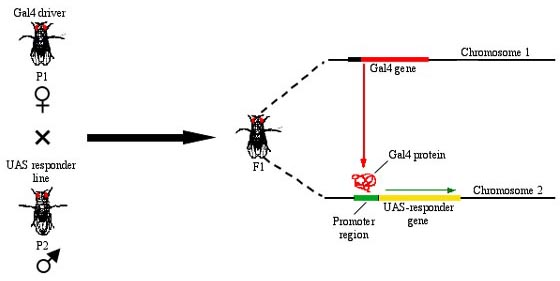 Gal4 driver
P1
♀
×
UAS responder
line
P2
♂
F1
Chromosome 1
Gal4 gene
Gal4 protein
Chromosome 2
Promoter
region
UAS-responder
gene